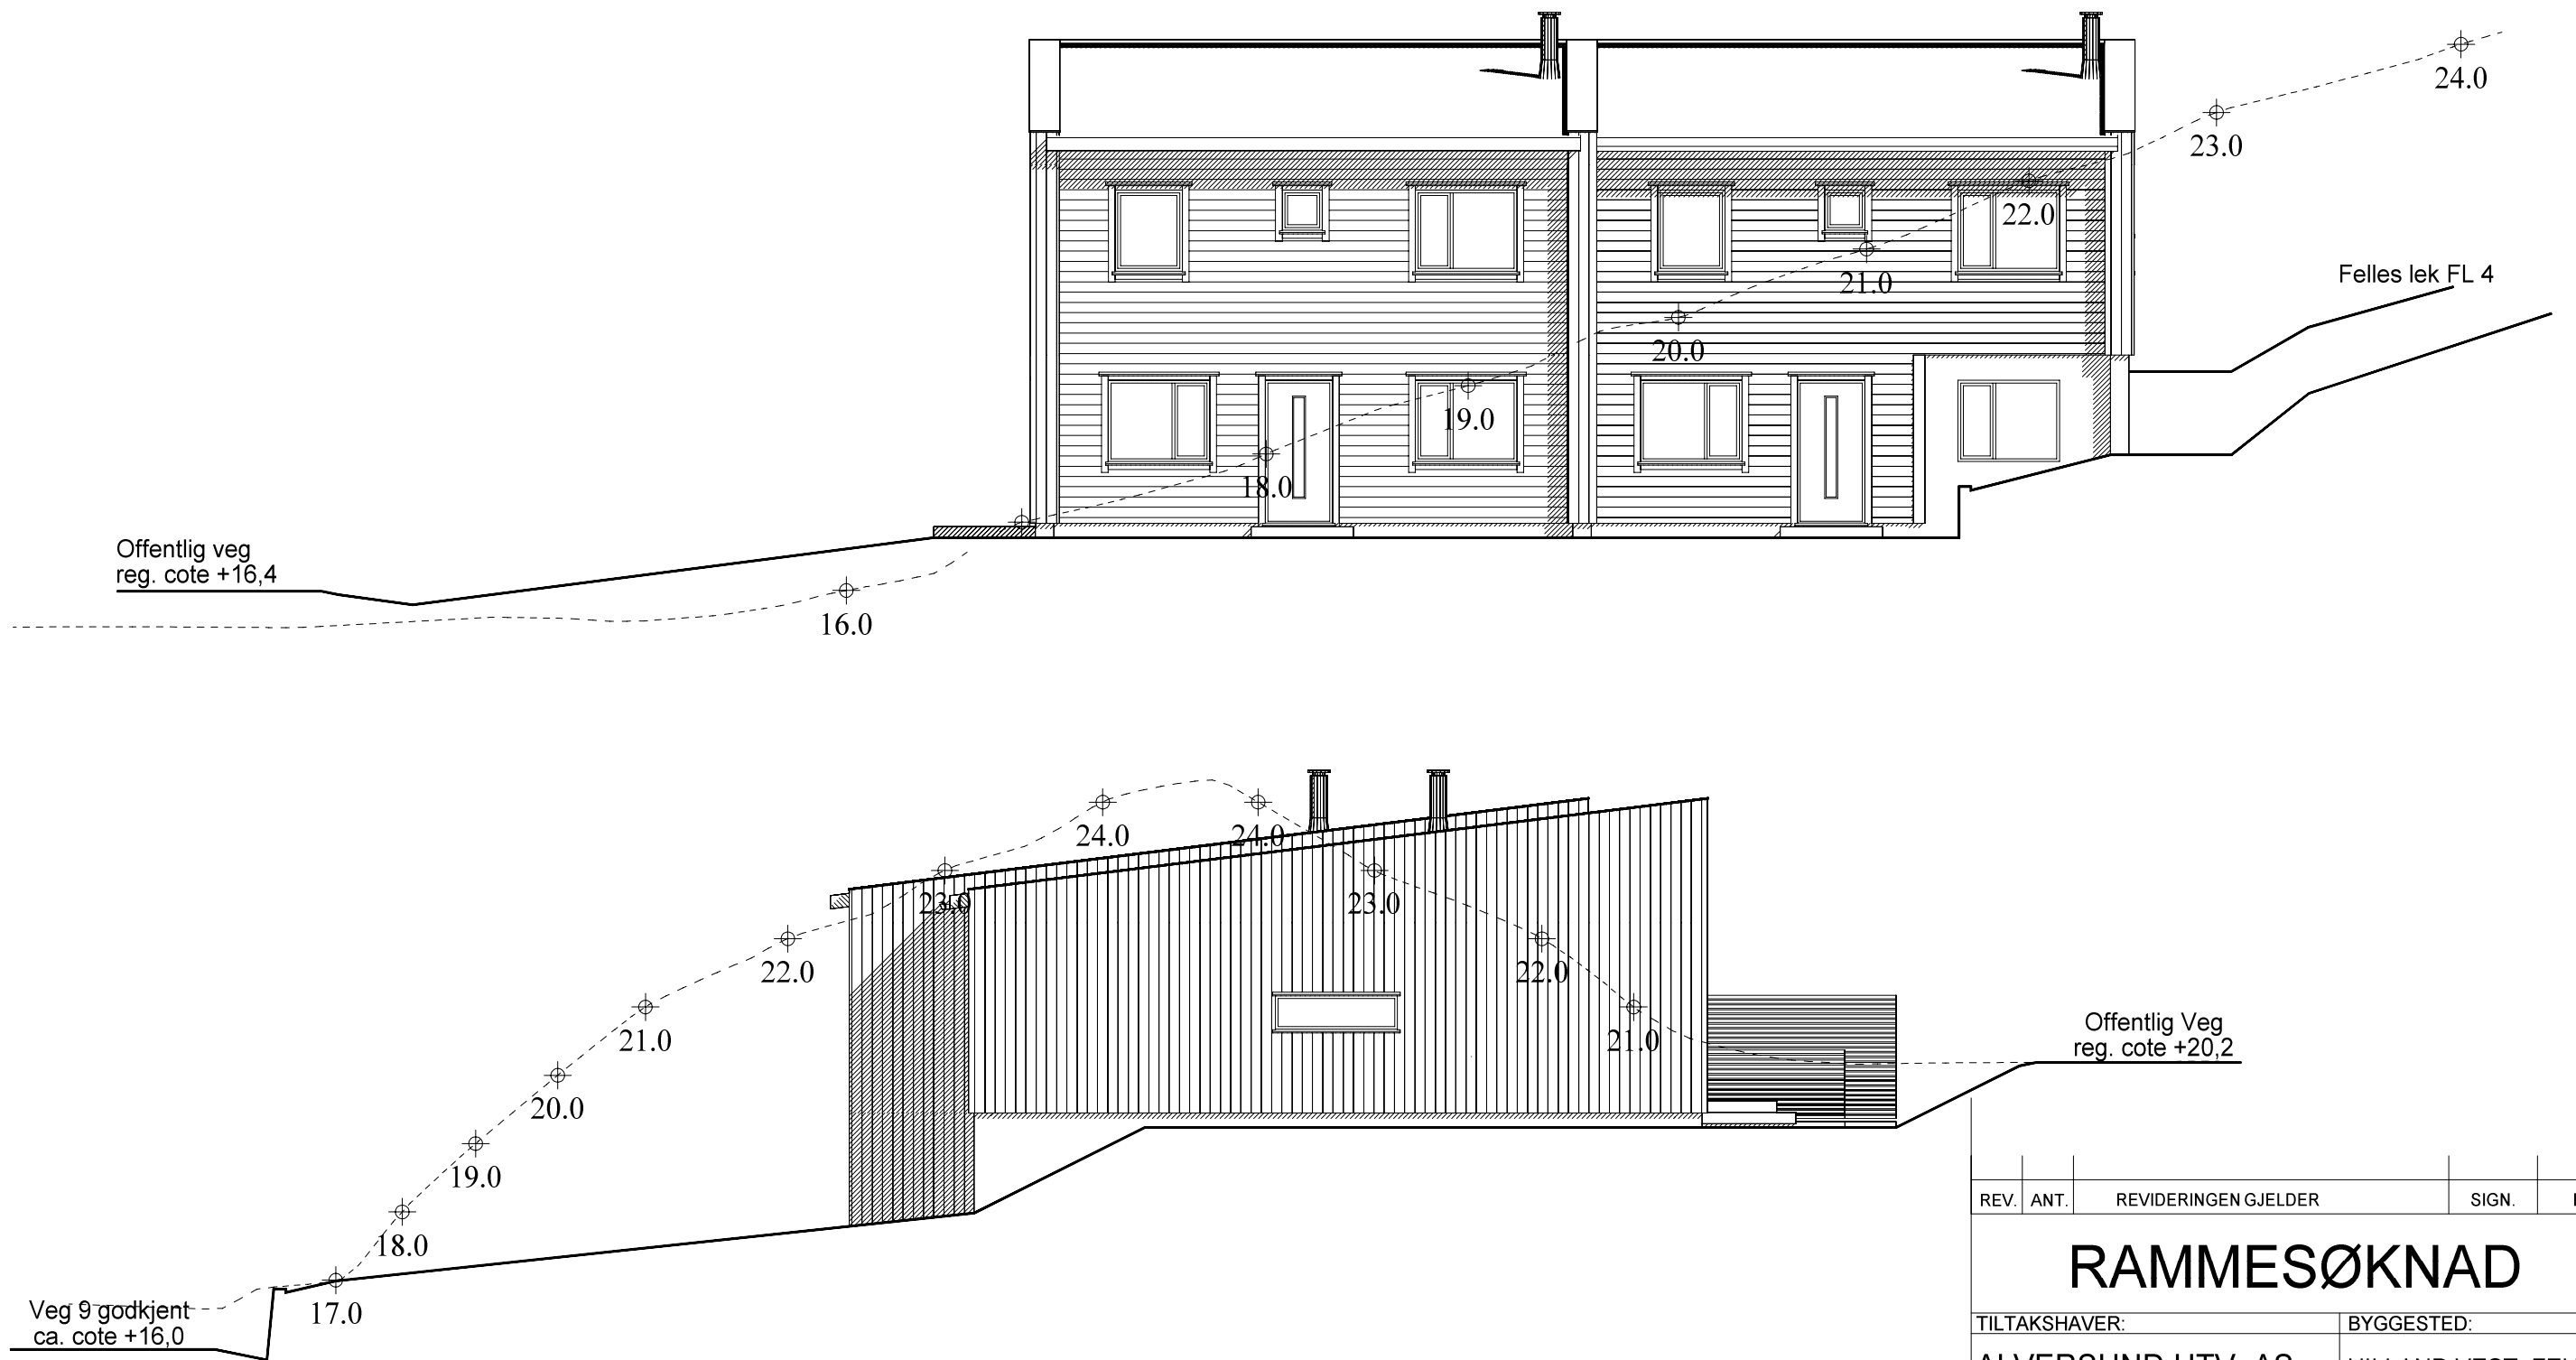 24.0
23.0
22.0
21.0
20.0
19.0
18.0
16.0
Felles lek FL 4
Offentlig veg
reg. cote +16,4
24.0
24.0
23.0
23.0
22.0
22.0
21.0
21.0
20.0
19.0
18.0
17.0
Offentlig Veg
reg. cote +20,2
Veg 9 godkjent
ca. cote +16,0
REV. ANT. REVIDERINGEN GJELDER SIGN.
RAMMESØKNAD
TILTAKSHAVER: BYGGESTED: